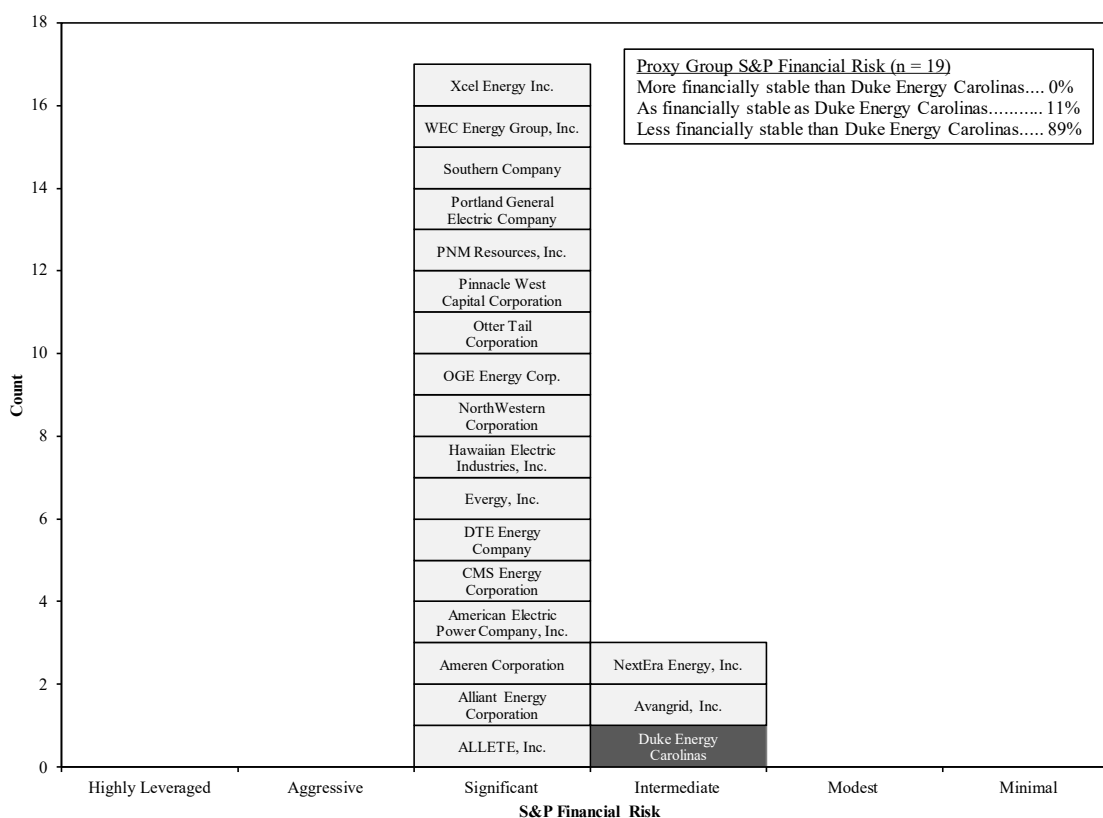 18
16
14
12
10
8
6
4
2
0
Count
Proxy Group S&P Financial Risk (n = 19)
More financially stable than Duke Energy Carolinas.... 0%
As financially stable as Duke Energy Carolinas........... 11%
Less financially stable than Duke Energy Carolinas..... 89%
Xcel Energy Inc.
WEC Energy Group, Inc.
Southern Company
Portland General
Electric Company
PNM Resources, Inc.
Pinnacle West
Capital Corporation
Otter Tail
Corporation
OGE Energy Corp.
NorthWestern
Corporation
Hawaiian Electric
Industries, Inc.
Evergy, Inc.
DTE Energy
Company
CMS Energy
Corporation
American Electric
Power Company, Inc.
Ameren Corporation
NextEra Energy, Inc.
Alliant Energy
Corporation
Avangrid, Inc.
ALLETE, Inc.
Duke Energy
Carolinas
Highly Leveraged
Aggressive
Significant
Intermediate
Modest
Minimal
S&P Financial Risk